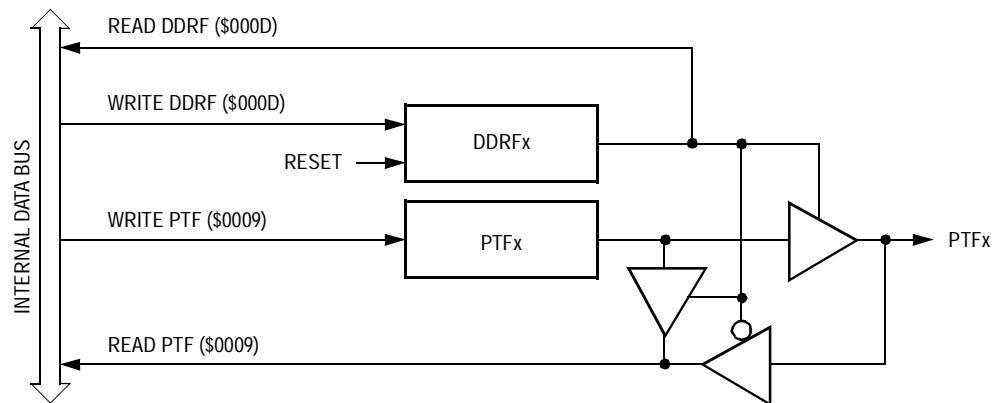 READ DDRF ($000D)
WRITE DDRF ($000D)
DDRFx
RESET
WRITE PTF ($0009)
PTFx
PTFx
READ PTF ($0009)
INTERNAL DATA BUS